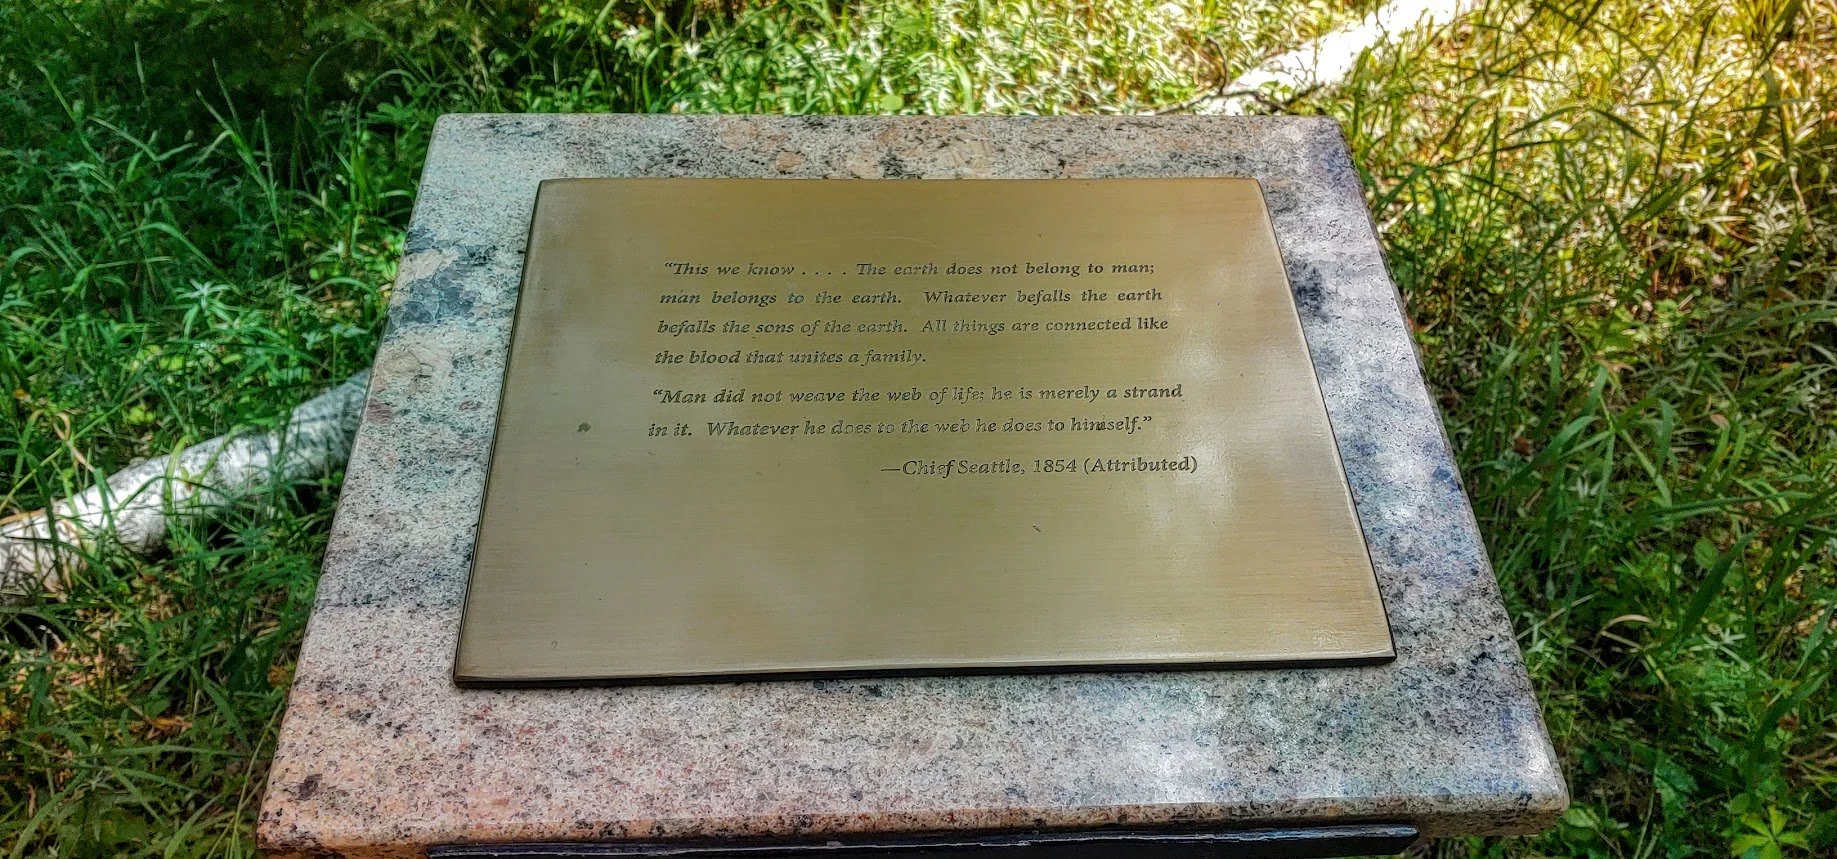 “This we know . . . . The earth does not belong to man;
man belongs to the earth. Whatever befalls the earth
befalls the sons of the earth. All things are connected like
the blood that unites a family.
“Man did not weave the web of life; he is merely a strand
in it. Whatever he does to the web he does to himself.”
—Chief Seattle, 1854 (Attributed)